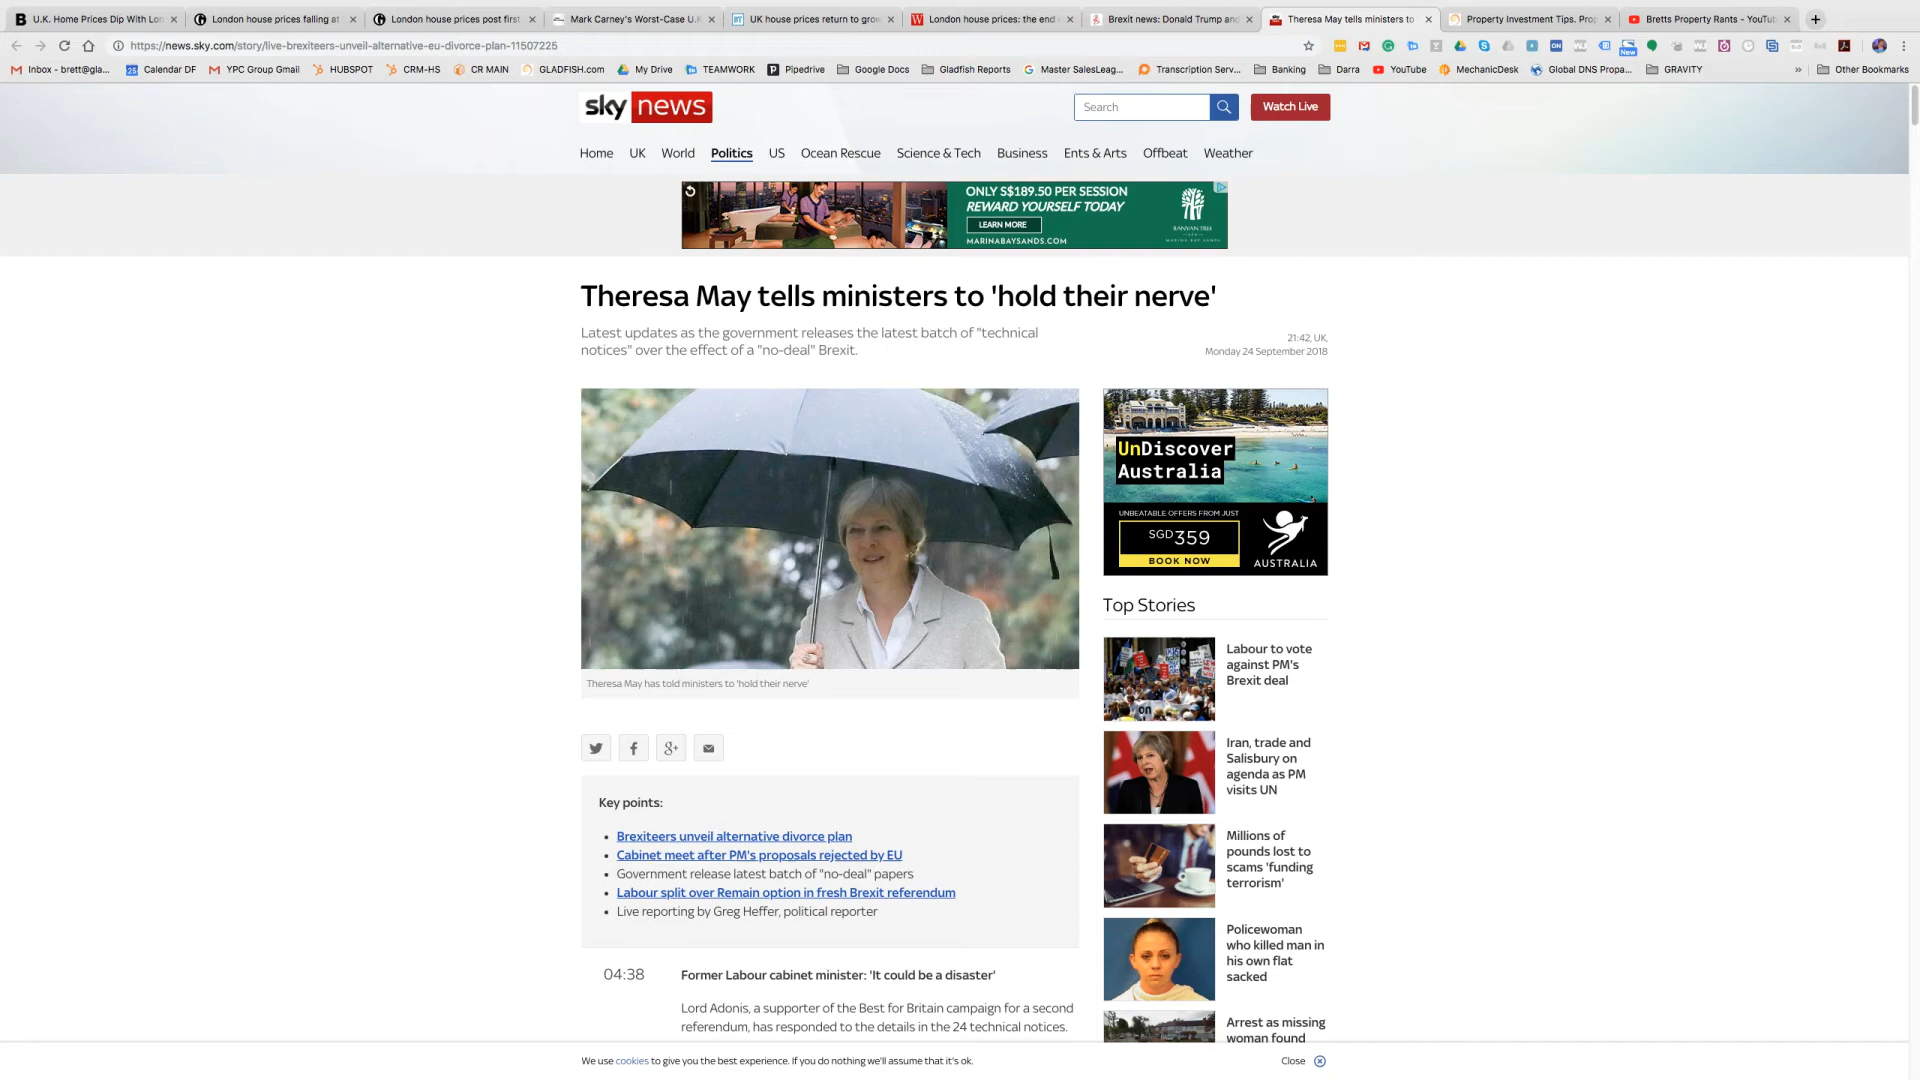 U.K. Home Prices Dip With Lon
London house prices falling at
London house prices post first
Mark Carney's Worst-Case U.K
UK house prices return to grow
London house prices: the end o
Brexit news: Donald Trump and
Theresa May tells ministers to
Property Investment Tips. Prop
Bretts Property Rants - YouTub
https://news.sky.com/story/live-brexiteers-unveil-alternative-eu-divorce-plan-11507225
Inbox - brett@gla...
Calendar DF
YPC Group Gmail
HUBSPOT
CRM-HS
CR MAIN
GLADFISH.com
My Drive
TEAMWORK
Pipedrive
Google Docs
Gladfish Reports
Master SalesLeag...
Transcription Serv...
Banking
Darra
YouTube
MechanicDesk
Global DNS Propa...
GRAVITY
»
Other Bookmarks
sky news
Search
Watch Live
Home UK World Politics US Ocean Rescue Science & Tech Business Ents & Arts Offbeat Weather
ONLY S$189.50 PER SESSION
REWARD YOURSELF TODAY
LEARN MORE
MARINABAYSANDS.COM
BANYAN TREE
Theresa May tells ministers to 'hold their nerve'
Latest updates as the government releases the latest batch of "technical
notices" over the effect of a "no-deal" Brexit.
21:42, UK,
Monday 24 September 2018
Theresa May has told ministers to 'hold their nerve'
Key points:
• Brexiteers unveil alternative divorce plan
• Cabinet meet after PM's proposals rejected by EU
• Government release latest batch of "no-deal" papers
• Labour split over Remain option in fresh Brexit referendum
• Live reporting by Greg Heffer, political reporter
04:38
Former Labour cabinet minister: 'It could be a disaster'
Lord Adonis, a supporter of the Best for Britain campaign for a second
referendum, has responded to the details in the 24 technical notices.
UnDiscover
Australia
UNBEATABLE OFFERS FROM JUST
SGD359
BOOK NOW
AUSTRALIA
Top Stories
Labour to vote
against PM's
Brexit deal
Iran, trade and
Salisbury on
agenda as PM
visits UN
Millions of
pounds lost to
scams 'funding
terrorism'
Policewoman
who killed man in
his own flat
sacked
Arrest as missing
woman found
We use cookies to give you the best experience. If you do nothing we'll assume that it's ok.
Close